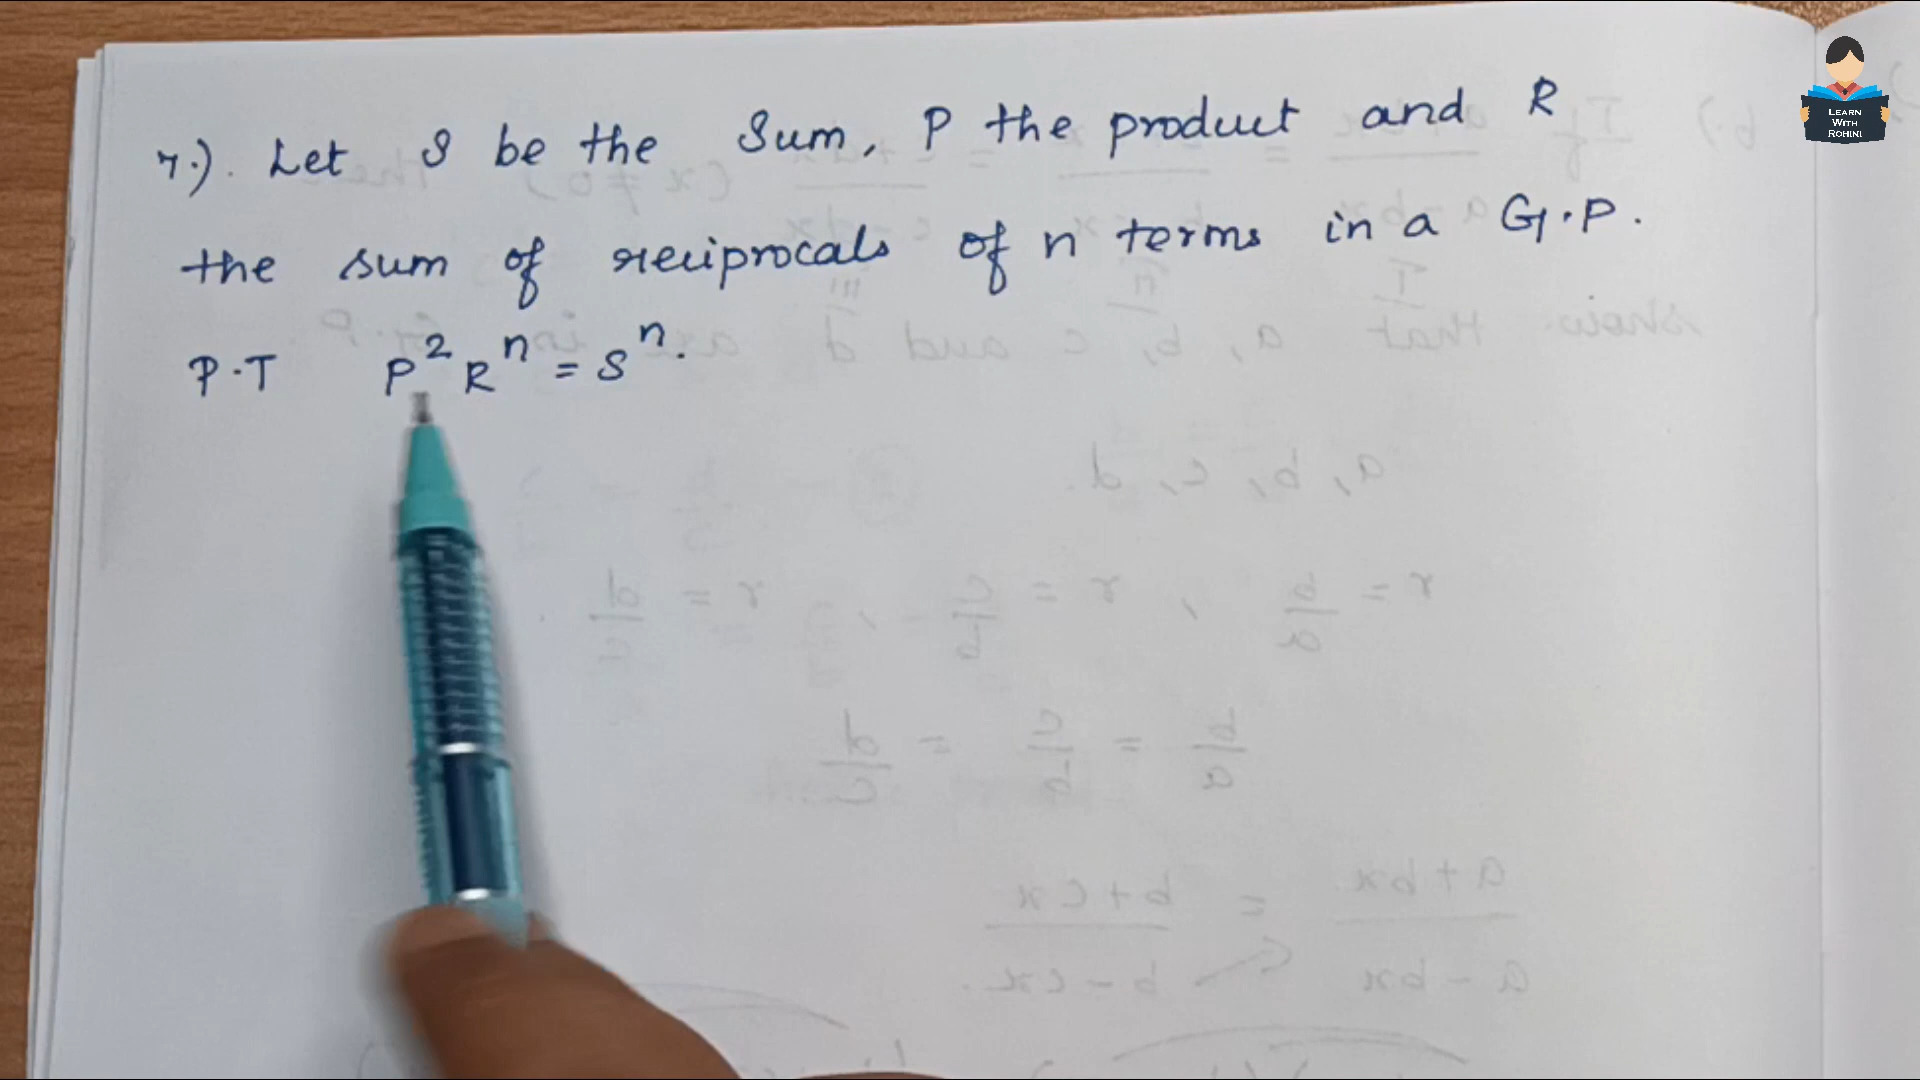 7.). Let S be the Sum, P the product and R
the sum of reciprocals of n terms in a G.P.
P.T P²Rⁿ = Sⁿ.
LEARN
WITH
ROHINI